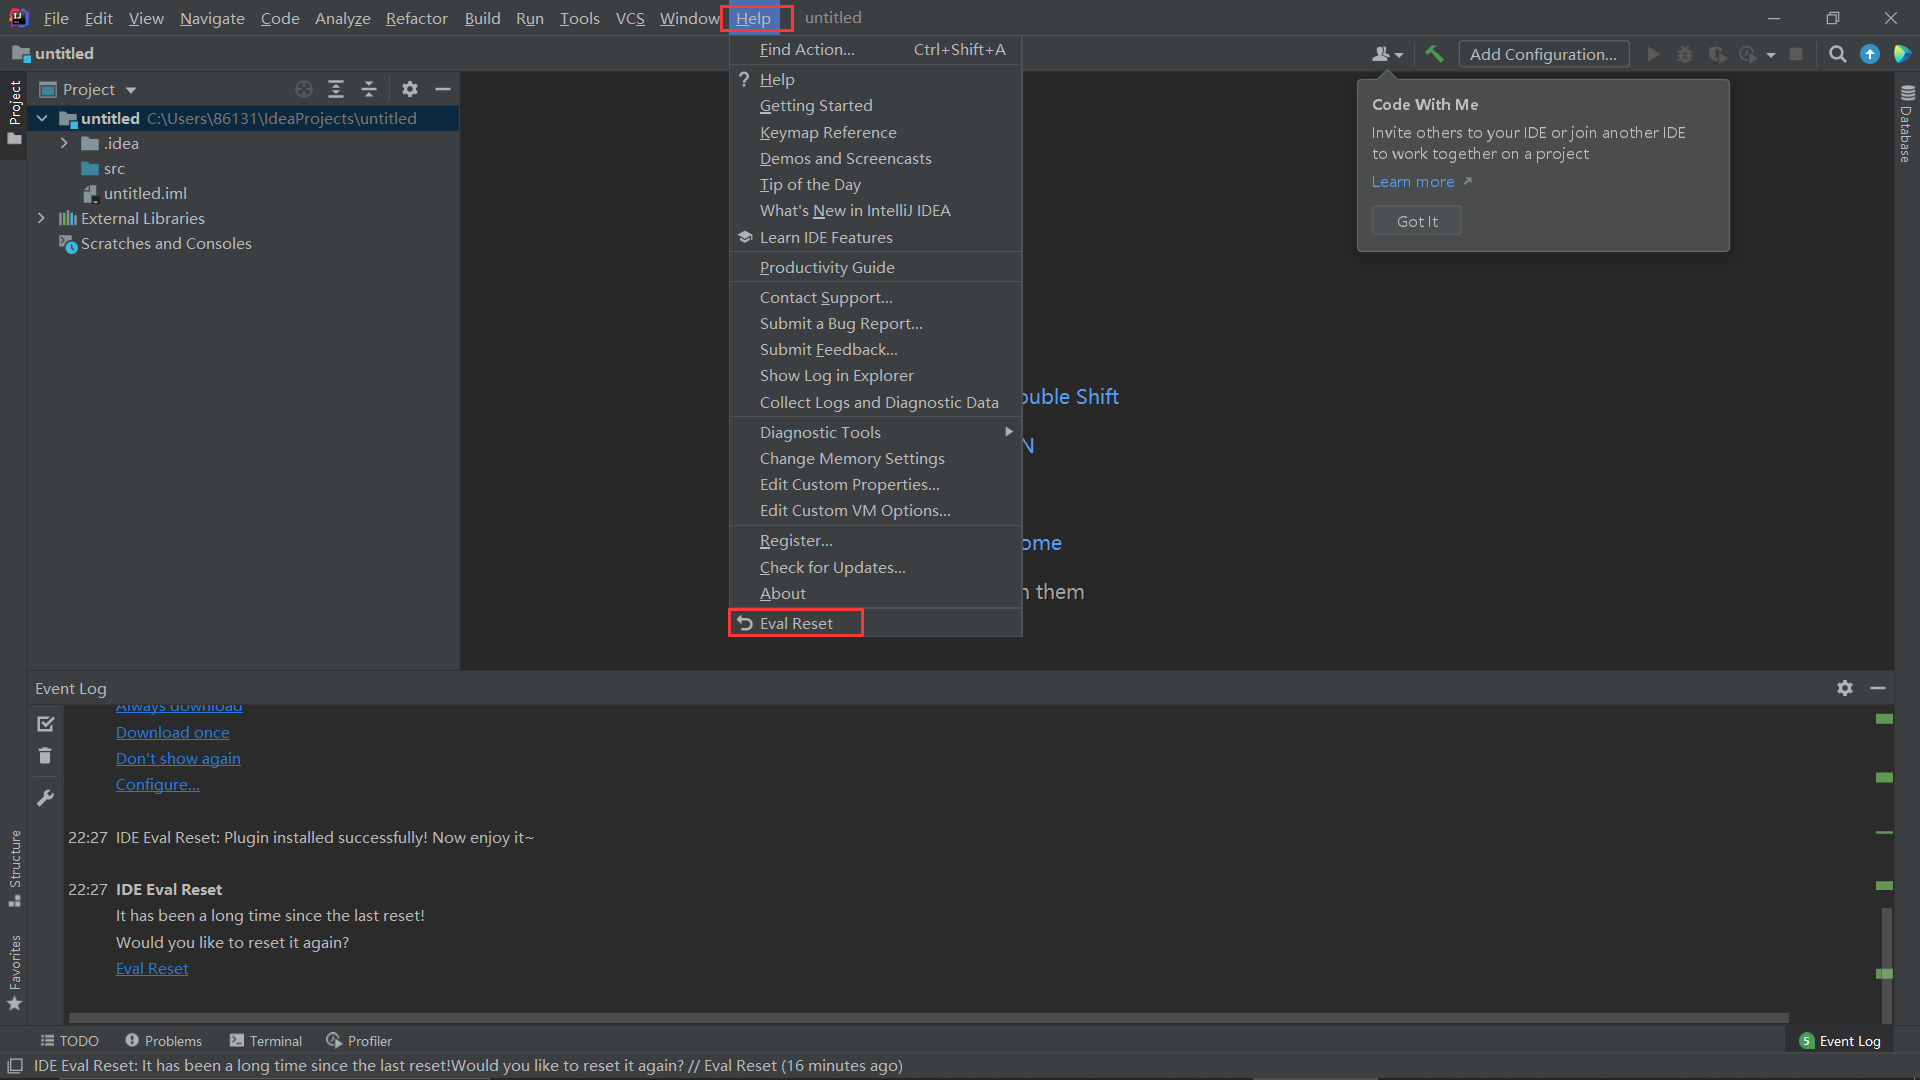 File Edit View Navigate Code Analyze Refactor Build Run Tools VCS Window Help untitled
untitled
Add Configuration...
Project
Project
untitled C:\Users\86131\IdeaProjects\untitled
.idea
src
untitled.iml
External Libraries
Scratches and Consoles
Find Action... Ctrl+Shift+A
? Help
Getting Started
Keymap Reference
Demos and Screencasts
Tip of the Day
What's New in IntelliJ IDEA
Learn IDE Features
Productivity Guide
Contact Support...
Submit a Bug Report...
Submit Feedback...
Show Log in Explorer
Collect Logs and Diagnostic Data
Diagnostic Tools
Change Memory Settings
Edit Custom Properties...
Edit Custom VM Options...
Register...
Check for Updates...
About
Eval Reset
ouble Shift
N
ome
n them
Code With Me
Invite others to your IDE or join another IDE
to work together on a project
Learn more
Got It
Database
Event Log
Always download
Download once
Don't show again
Configure...
22:27 IDE Eval Reset: Plugin installed successfully! Now enjoy it~
22:27 IDE Eval Reset
It has been a long time since the last reset!
Would you like to reset it again?
Eval Reset
Structure
Favorites
TODO Problems Terminal Profiler
5 Event Log
IDE Eval Reset: It has been a long time since the last reset!Would you like to reset it again? // Eval Reset (16 minutes ago)